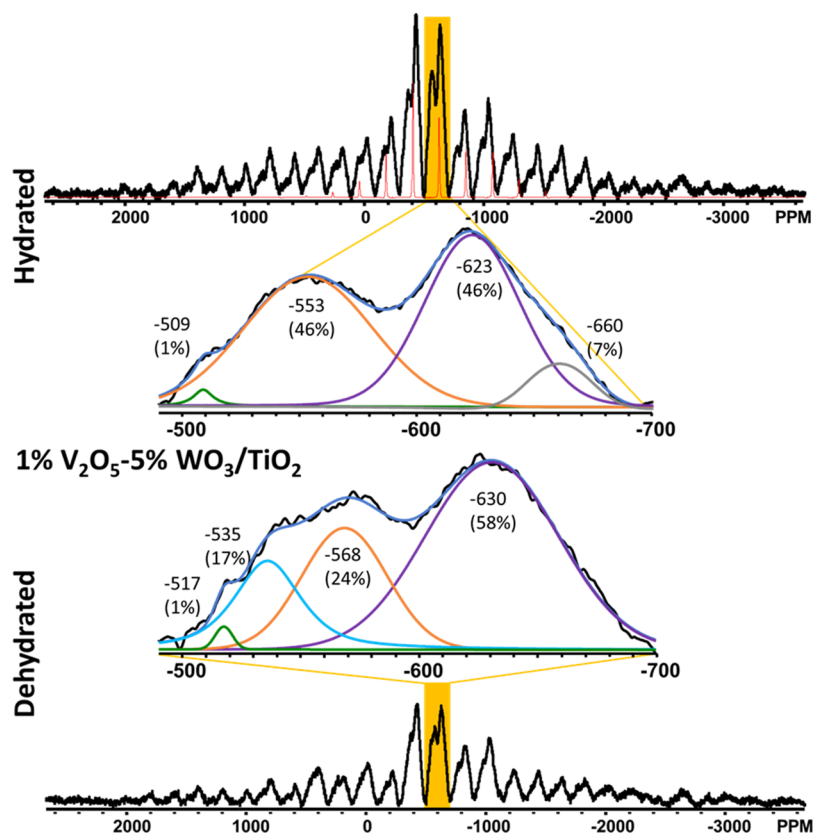 Hydrated
2000 1000 0 -1000 -2000 -3000 PPM
-509
(1%)
-553
(46%)
-623
(46%)
-660
(7%)
-500 -600 -700
1% V₂O₅-5% WO₃/TiO₂
Dehydrated
-517
(1%)
-535
(17%)
-568
(24%)
-630
(58%)
-500 -600 -700
2000 1000 0 -1000 -2000 -3000 PPM